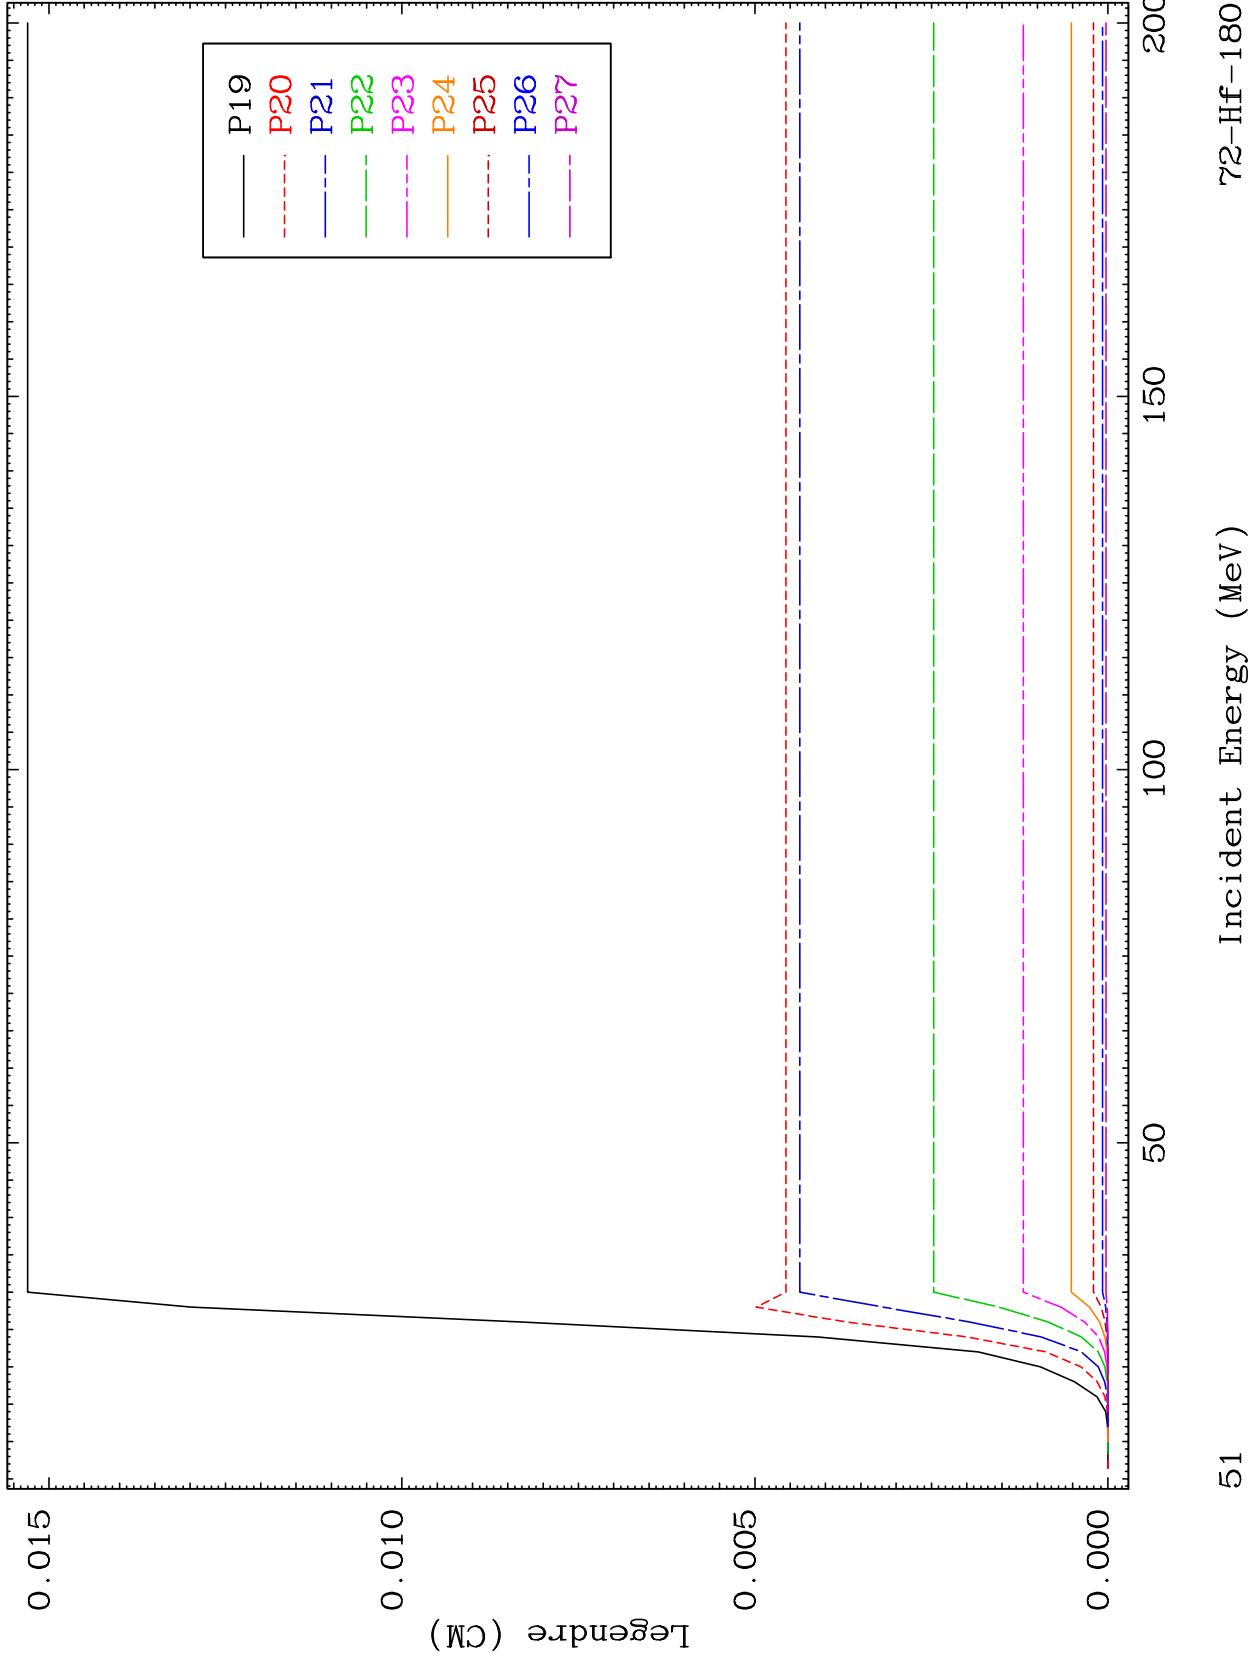 Legendre (CM)
0.015
0.010
0.005
0.000
P19
P20
P21
P22
P23
P24
P25
P26
P27
50
100
150
200
51
Incident Energy (MeV)
72-Hf-180